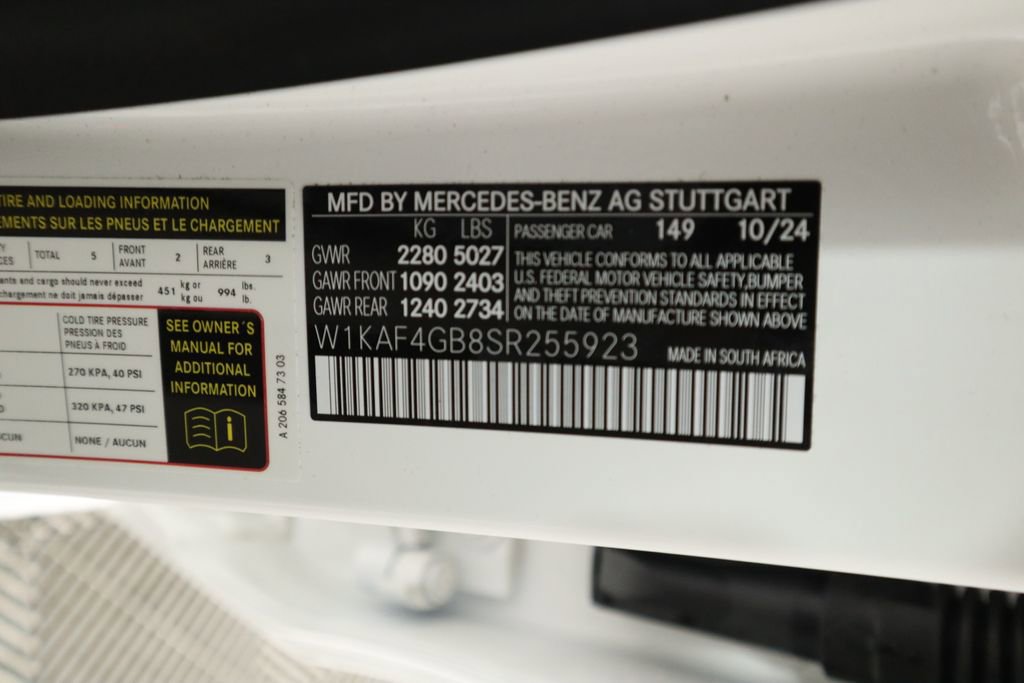 TIRE AND LOADING INFORMATION
EMENTS SUR LES PNEUS ET LE CHARGEMENT
TOTAL 5 FRONT AVANT 2 REAR ARRIÈRE 3
ants and cargo should never exceed
chargement ne doit jamais dépasser
451 kg or kg ou 994 lbs. lb.
COLD TIRE PRESSURE
PRESSION DES
PNEUS À FROID
270 KPA, 40 PSI
320 KPA, 47 PSI
NONE / AUCUN
SEE OWNER´S
MANUAL FOR
ADDITIONAL
INFORMATION
i
A 206 584 73 03
MFD BY MERCEDES-BENZ AG STUTTGART
KG LBS
GVWR 2280 5027
GAWR FRONT 1090 2403
GAWR REAR 1240 2734
PASSENGER CAR 149 10/24
THIS VEHICLE CONFORMS TO ALL APPLICABLE
U.S. FEDERAL MOTOR VEHICLE SAFETY, BUMPER
AND THEFT PREVENTION STANDARDS IN EFFECT
ON THE DATE OF MANUFACTURE SHOWN ABOVE
W1KAF4GB8SR255923
MADE IN SOUTH AFRICA